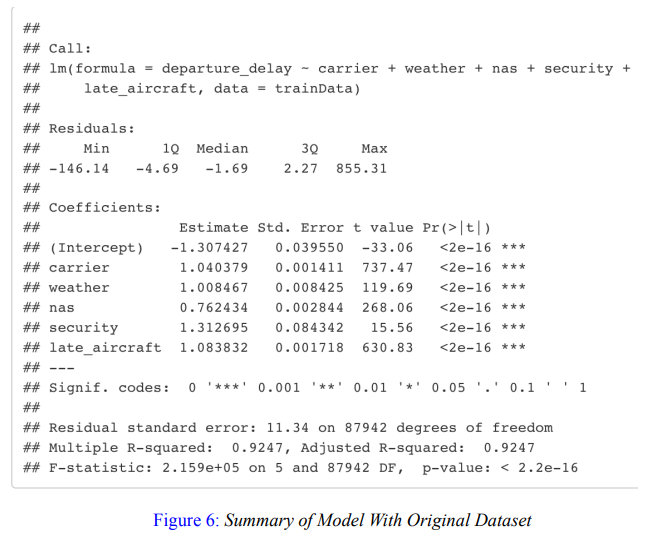 ##
## Call:
## lm(formula = departure_delay ~ carrier + weather + nas + security +
##     late_aircraft, data = trainData)
##
## Residuals:
##     Min      1Q  Median      3Q     Max
## -146.14   -4.69   -1.69    2.27  855.31
##
## Coefficients:
##                Estimate Std. Error t value Pr(>|t|)
## (Intercept)   -1.307427   0.039550  -33.06   <2e-16 ***
## carrier        1.040379   0.001411  737.47   <2e-16 ***
## weather        1.008467   0.008425  119.69   <2e-16 ***
## nas            0.762434   0.002844  268.06   <2e-16 ***
## security       1.312695   0.084342   15.56   <2e-16 ***
## late_aircraft  1.083832   0.001718  630.83   <2e-16 ***
## ---
## Signif. codes:  0 '***' 0.001 '**' 0.01 '*' 0.05 '.' 0.1 ' ' 1
##
## Residual standard error: 11.34 on 87942 degrees of freedom
## Multiple R-squared:  0.9247, Adjusted R-squared:  0.9247
## F-statistic: 2.159e+05 on 5 and 87942 DF,  p-value: < 2.2e-16
Figure 6: Summary of Model With Original Dataset